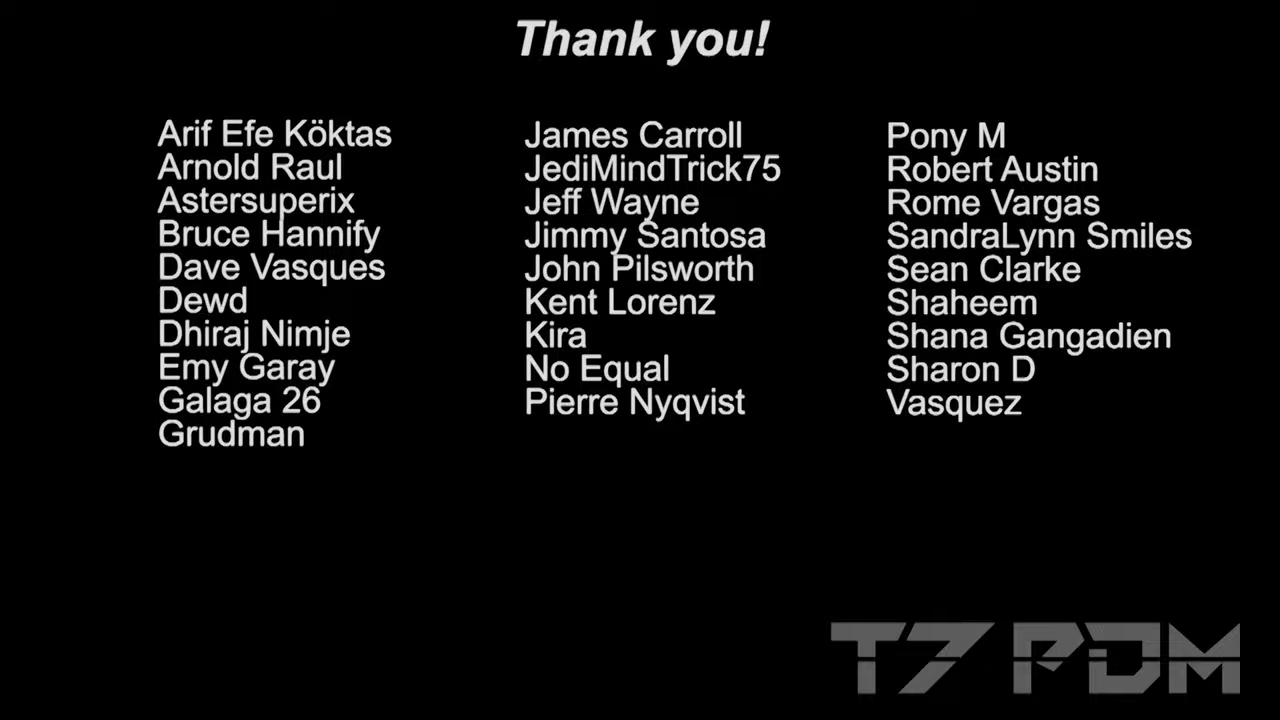 Thank you!
Arif Efe Köktas
Arnold Raul
Astersuperix
Bruce Hannify
Dave Vasques
Dewd
Dhiraj Nimje
Emy Garay
Galaga 26
Grudman
James Carroll
JediMindTrick75
Jeff Wayne
Jimmy Santosa
John Pilsworth
Kent Lorenz
Kira
No Equal
Pierre Nyqvist
Pony M
Robert Austin
Rome Vargas
SandraLynn Smiles
Sean Clarke
Shaheem
Shana Gangadien
Sharon D
Vasquez
T7 PDM